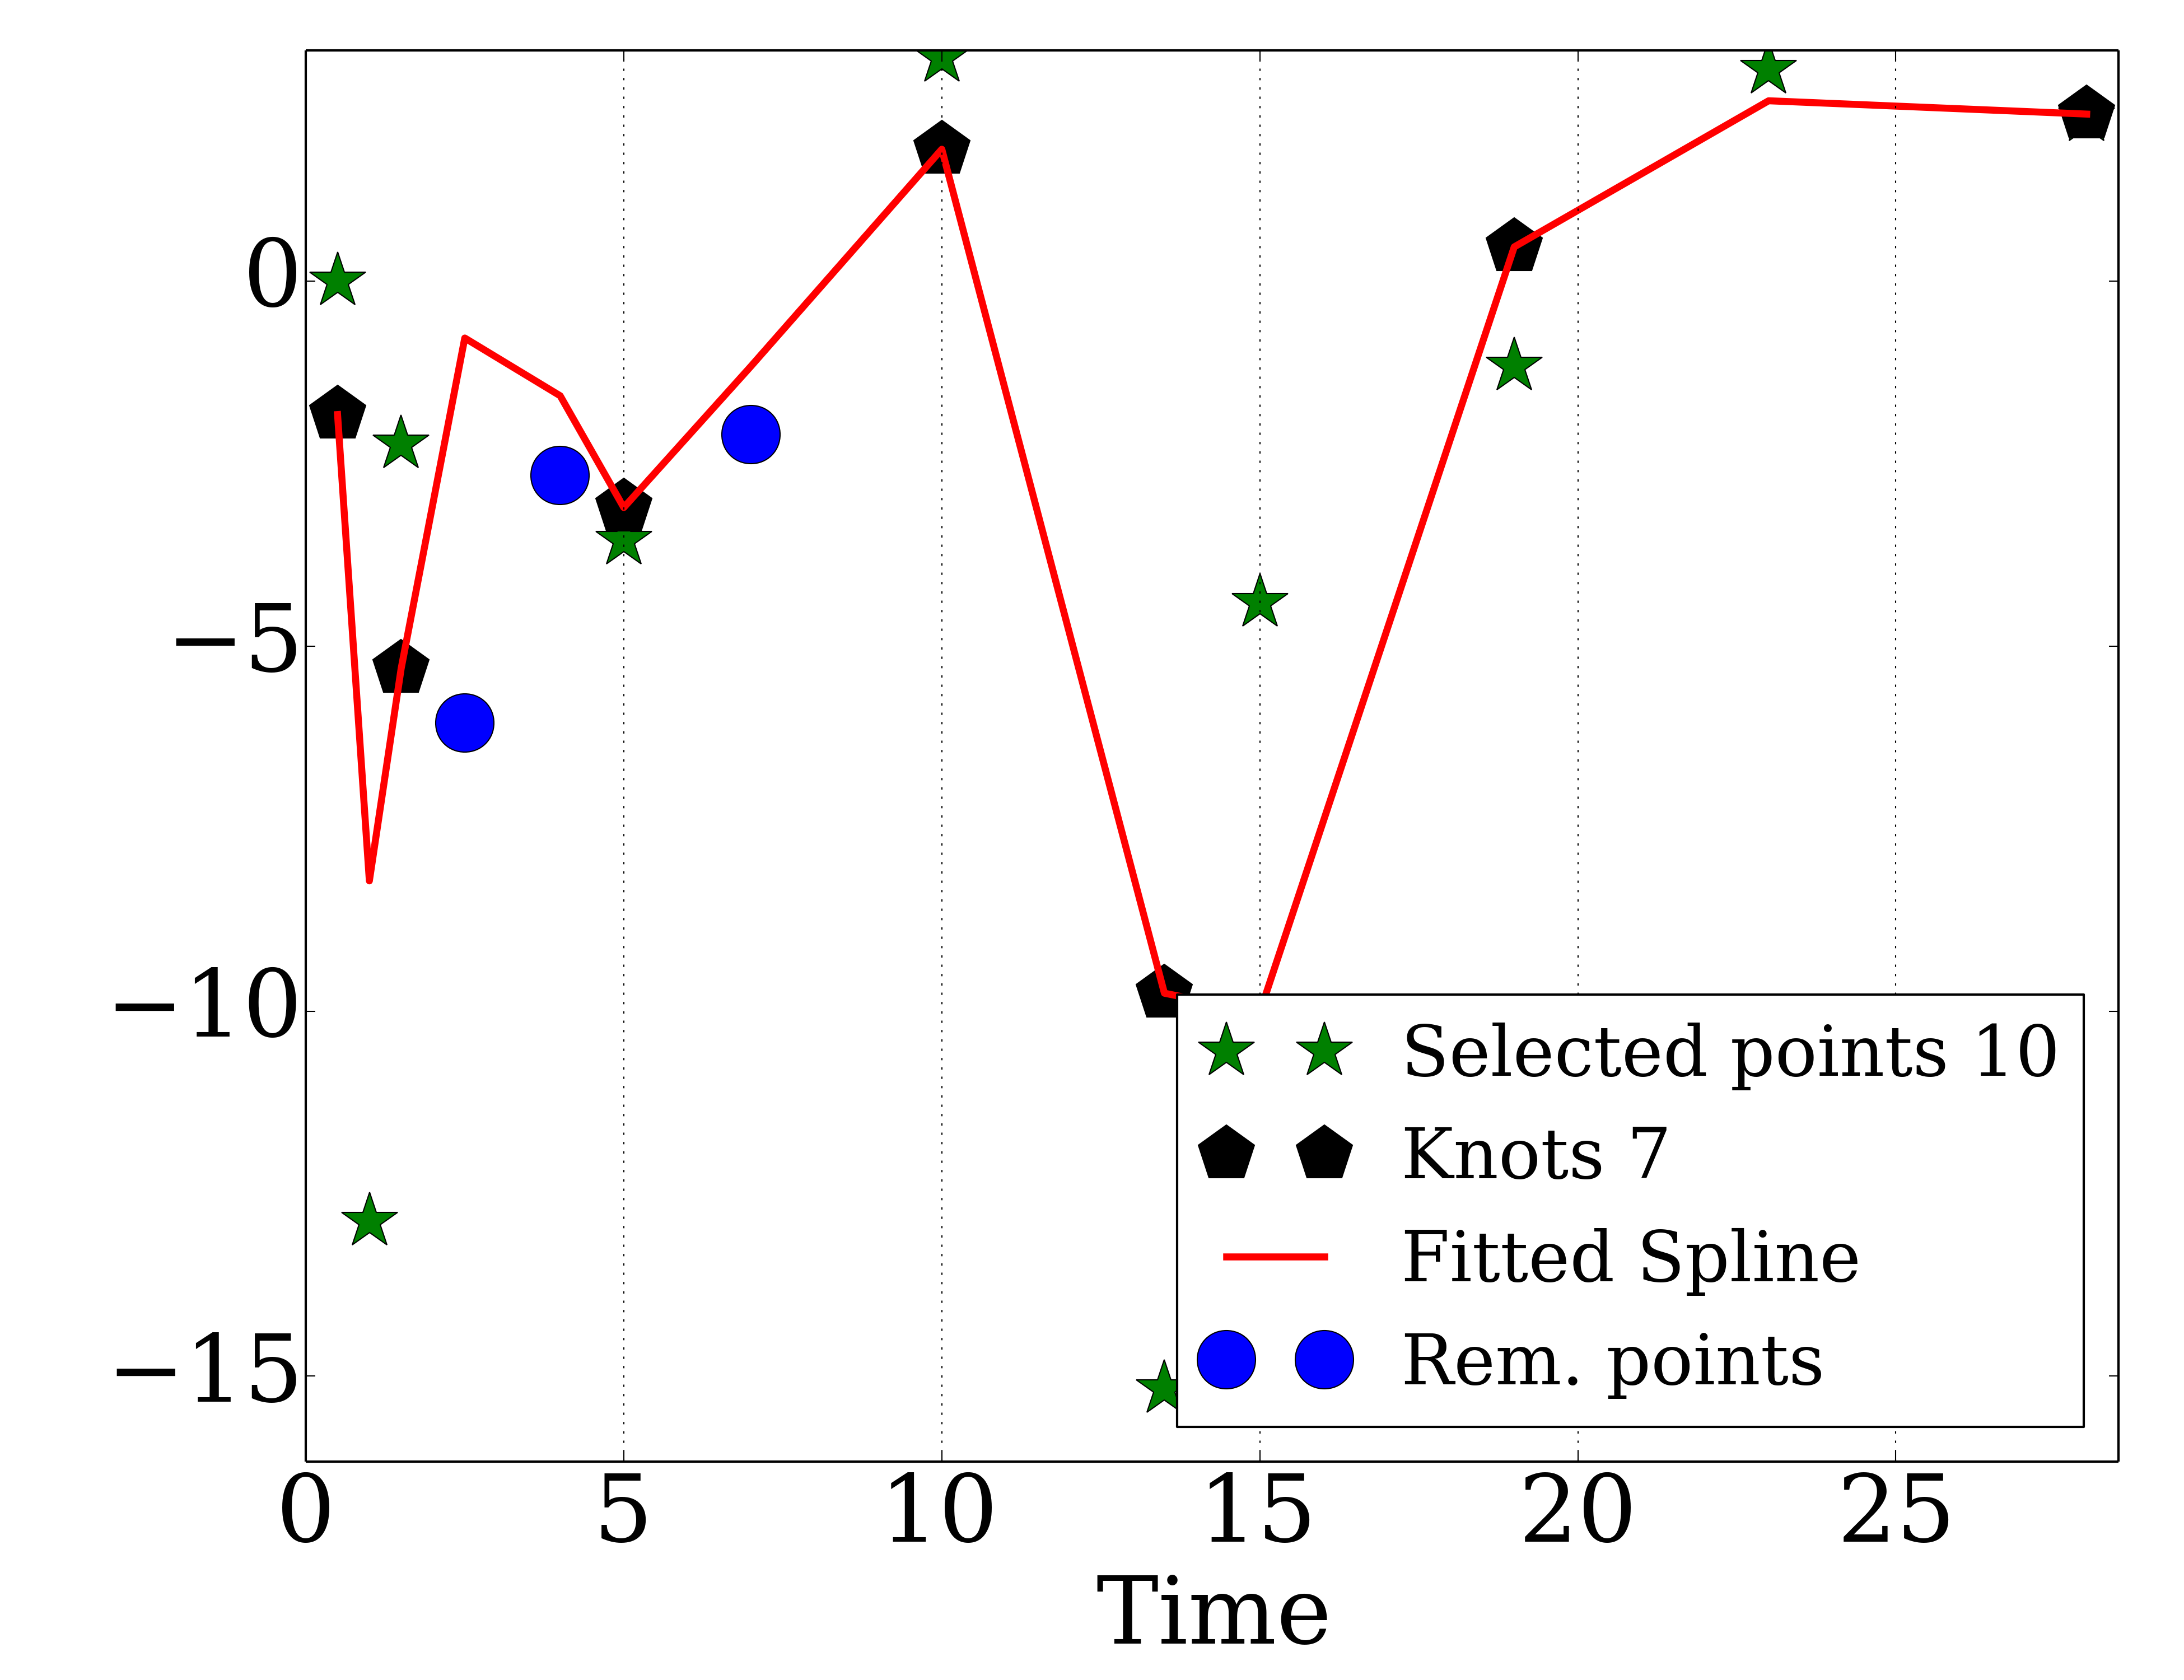 0
−5
−10
−15
Selected points 10
Knots 7
Fitted Spline
Rem. points
0 5 10 15 20 25
Time